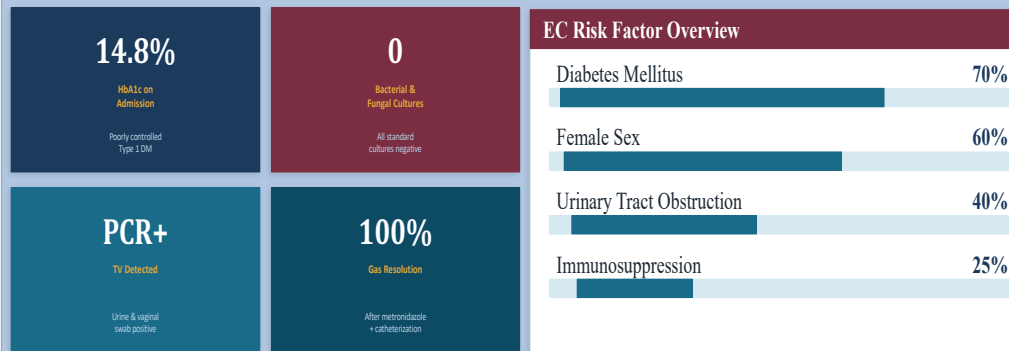 14.8%
HbA1c on
Admission
Poorly controlled
Type 1 DM
0
Bacterial &
Fungal Cultures
All standard
cultures negative
PCR+
TV Detected
Urine & vaginal
swab positive
100%
Gas Resolution
After metronidazole
+ catheterization
EC Risk Factor Overview
Diabetes Mellitus 70%
Female Sex 60%
Urinary Tract Obstruction 40%
Immunosuppression 25%